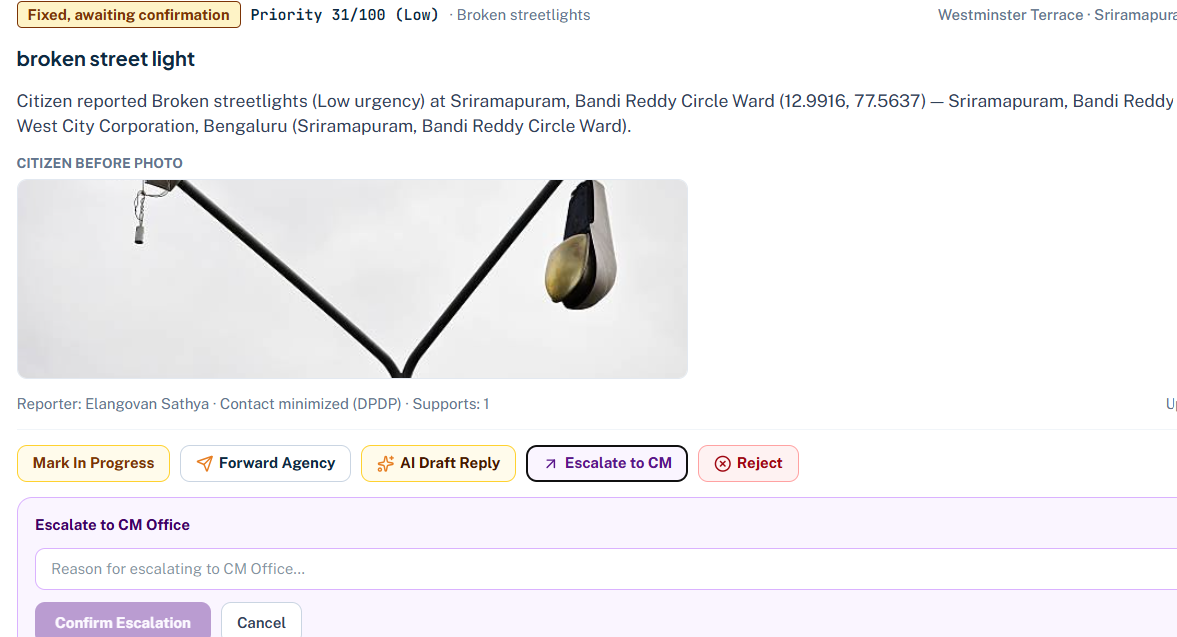 Fixed, awaiting confirmation Priority 31/100 (Low) · Broken streetlights Westminster Terrace · Sriramapura
broken street light
Citizen reported Broken streetlights (Low urgency) at Sriramapuram, Bandi Reddy Circle Ward (12.9916, 77.5637) — Sriramapuram, Bandi Reddy
West City Corporation, Bengaluru (Sriramapuram, Bandi Reddy Circle Ward).
CITIZEN BEFORE PHOTO
Reporter: Elangovan Sathya · Contact minimized (DPDP) · Supports: 1
Mark In Progress Forward Agency AI Draft Reply Escalate to CM Reject
Escalate to CM Office
Reason for escalating to CM Office...
Confirm Escalation Cancel